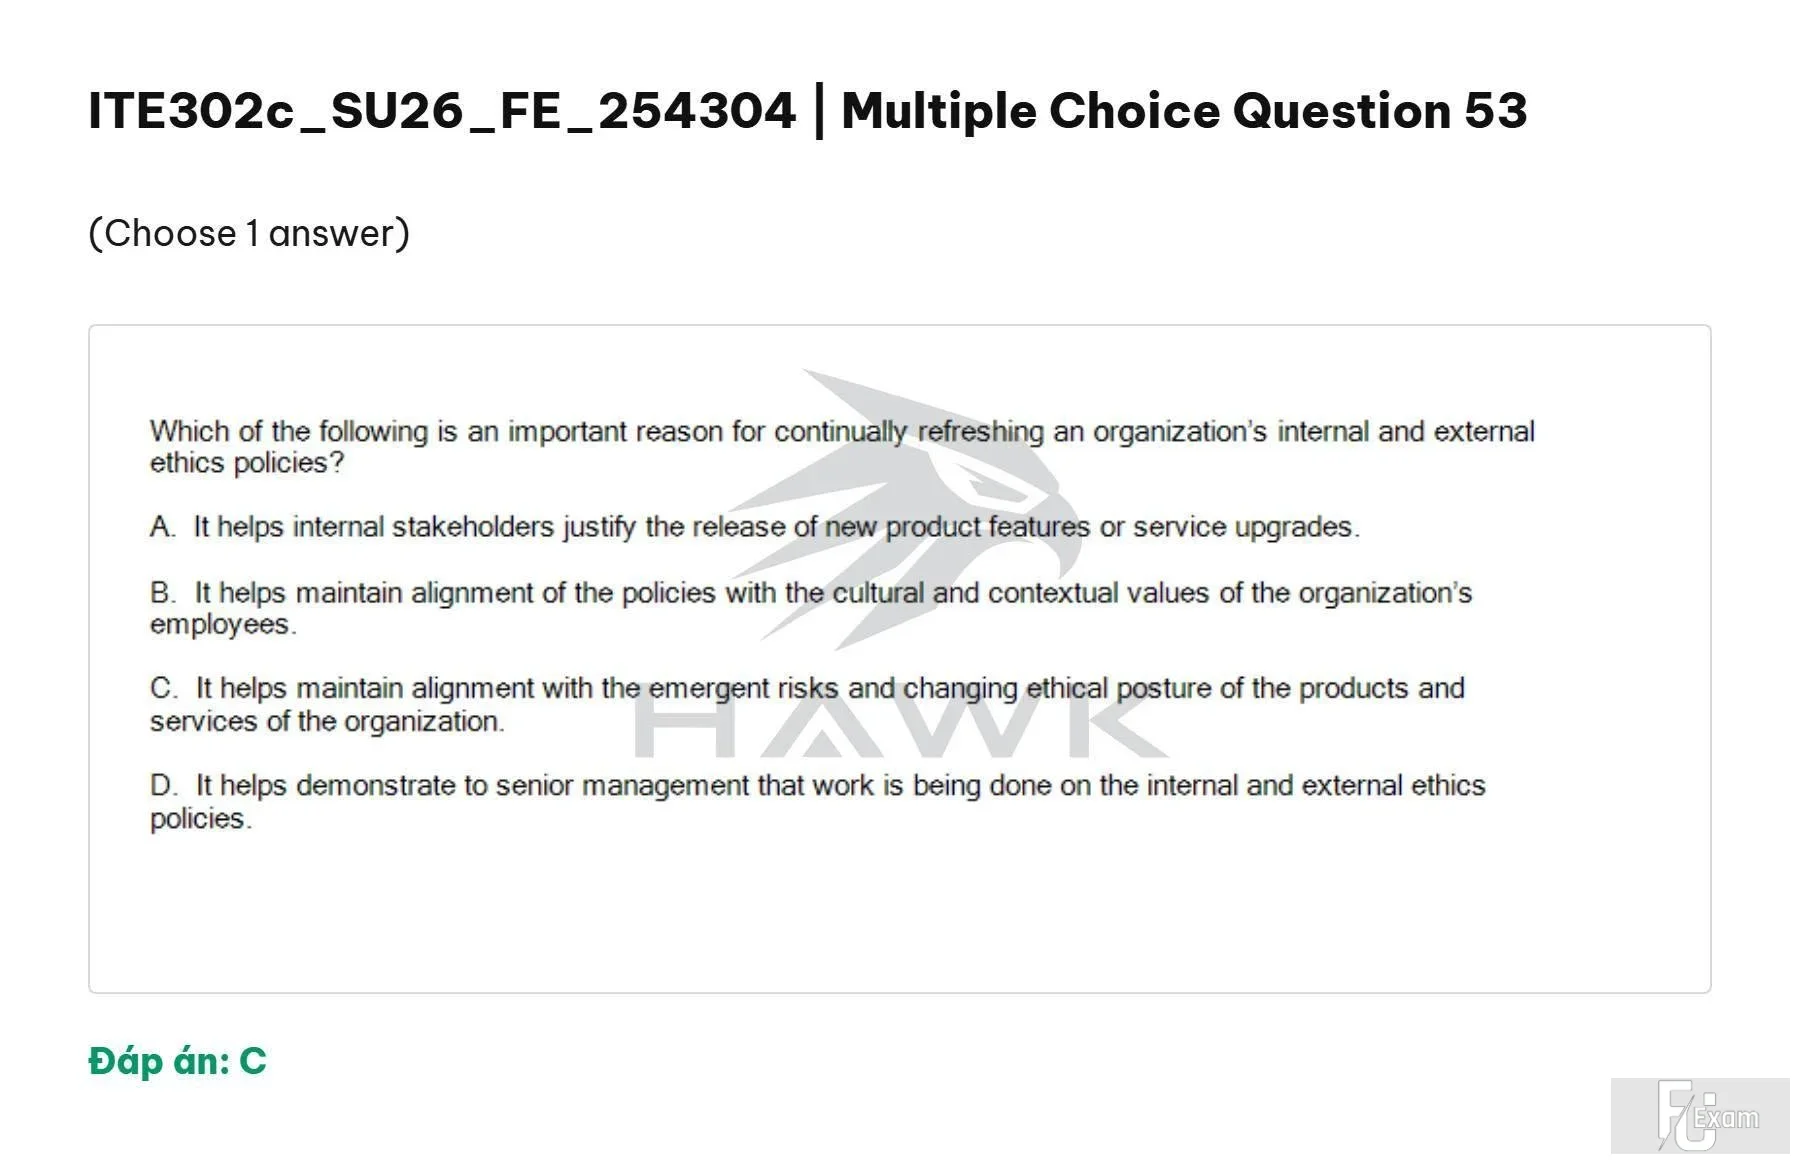 ITE302c_SU26_FE_254304 | Multiple Choice Question 53
(Choose 1 answer)
Which of the following is an important reason for continually refreshing an organization's internal and external
ethics policies?
A. It helps internal stakeholders justify the release of new product features or service upgrades.
B. It helps maintain alignment of the policies with the cultural and contextual values of the organization's
employees.
C. It helps maintain alignment with the emergent risks and changing ethical posture of the products and
services of the organization.
HAWK
D. It helps demonstrate to senior management that work is being done on the internal and external ethics
policies.
Đáp án: C
FU Exam